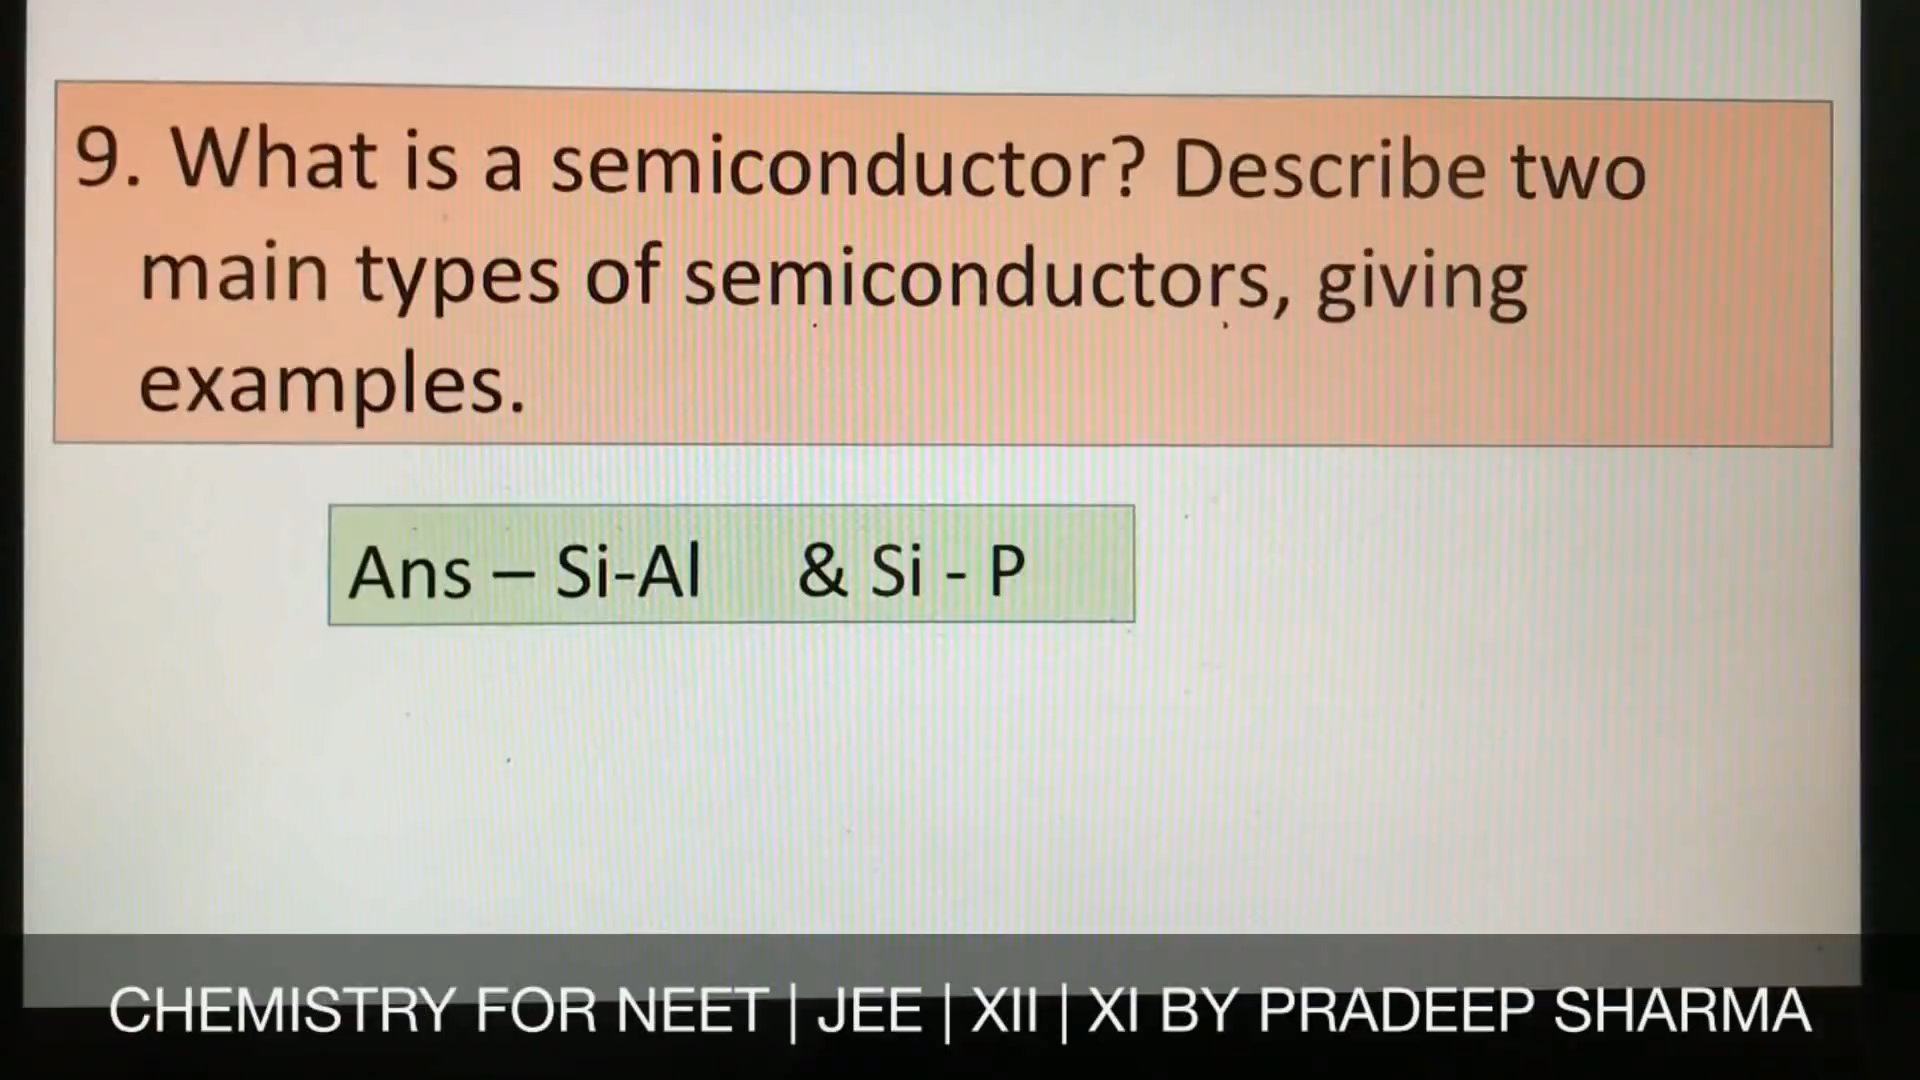 9. What is a semiconductor? Describe two
main types of semiconductors, giving
examples.
Ans – Si-Al & Si - P
CHEMISTRY FOR NEET | JEE | XII | XI BY PRADEEP SHARMA